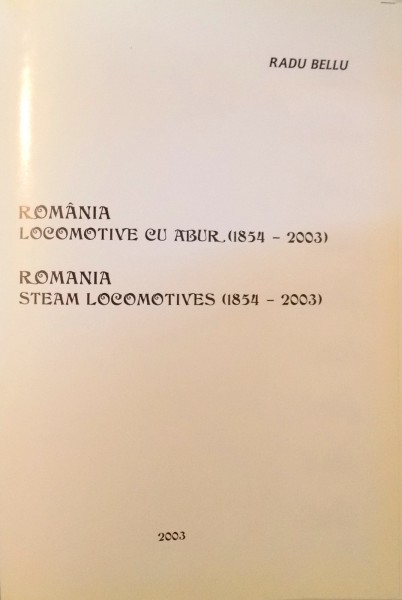 RADU BELLU
ROMÂNIA
LOCOMOTIVE CU ABUR (1854 - 2003)
ROMANIA
STEAM LOCOMOTIVES (1854 - 2003)
2003